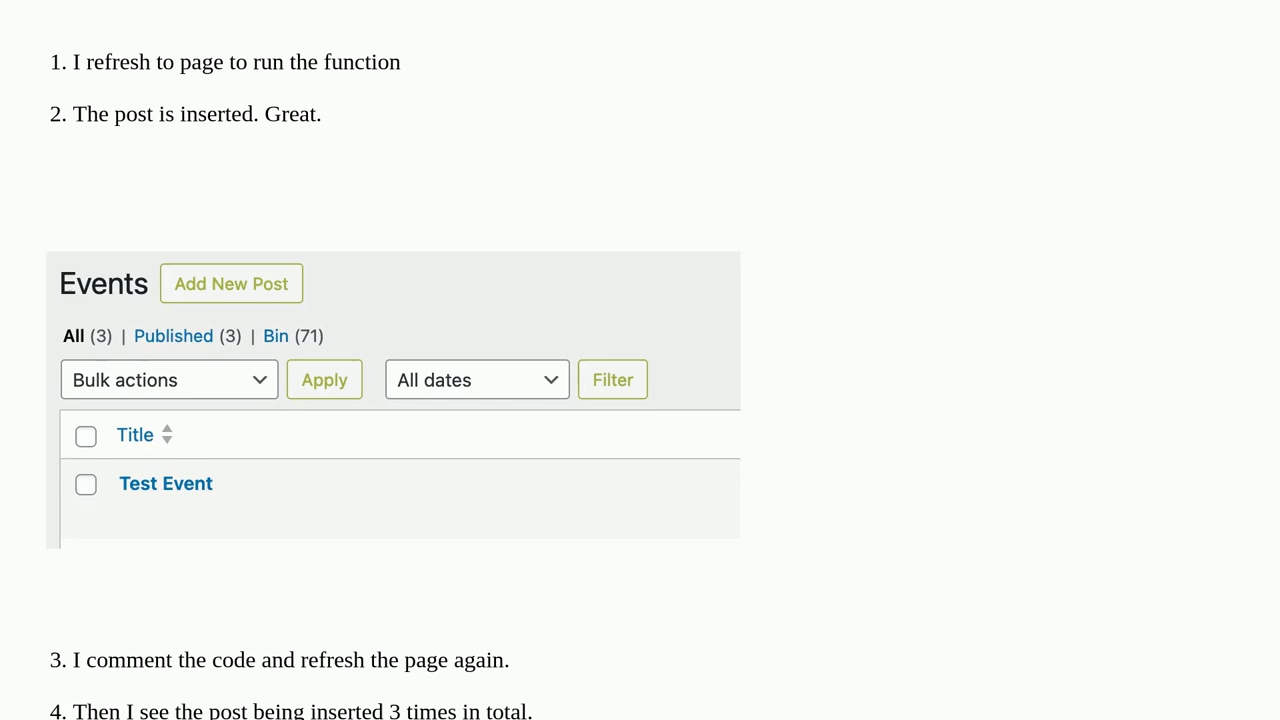 1. I refresh to page to run the function
2. The post is inserted. Great.
Events Add New Post
All (3) | Published (3) | Bin (71)
Bulk actions Apply All dates Filter
Title
Test Event
3. I comment the code and refresh the page again.
4. Then I see the post being inserted 3 times in total.